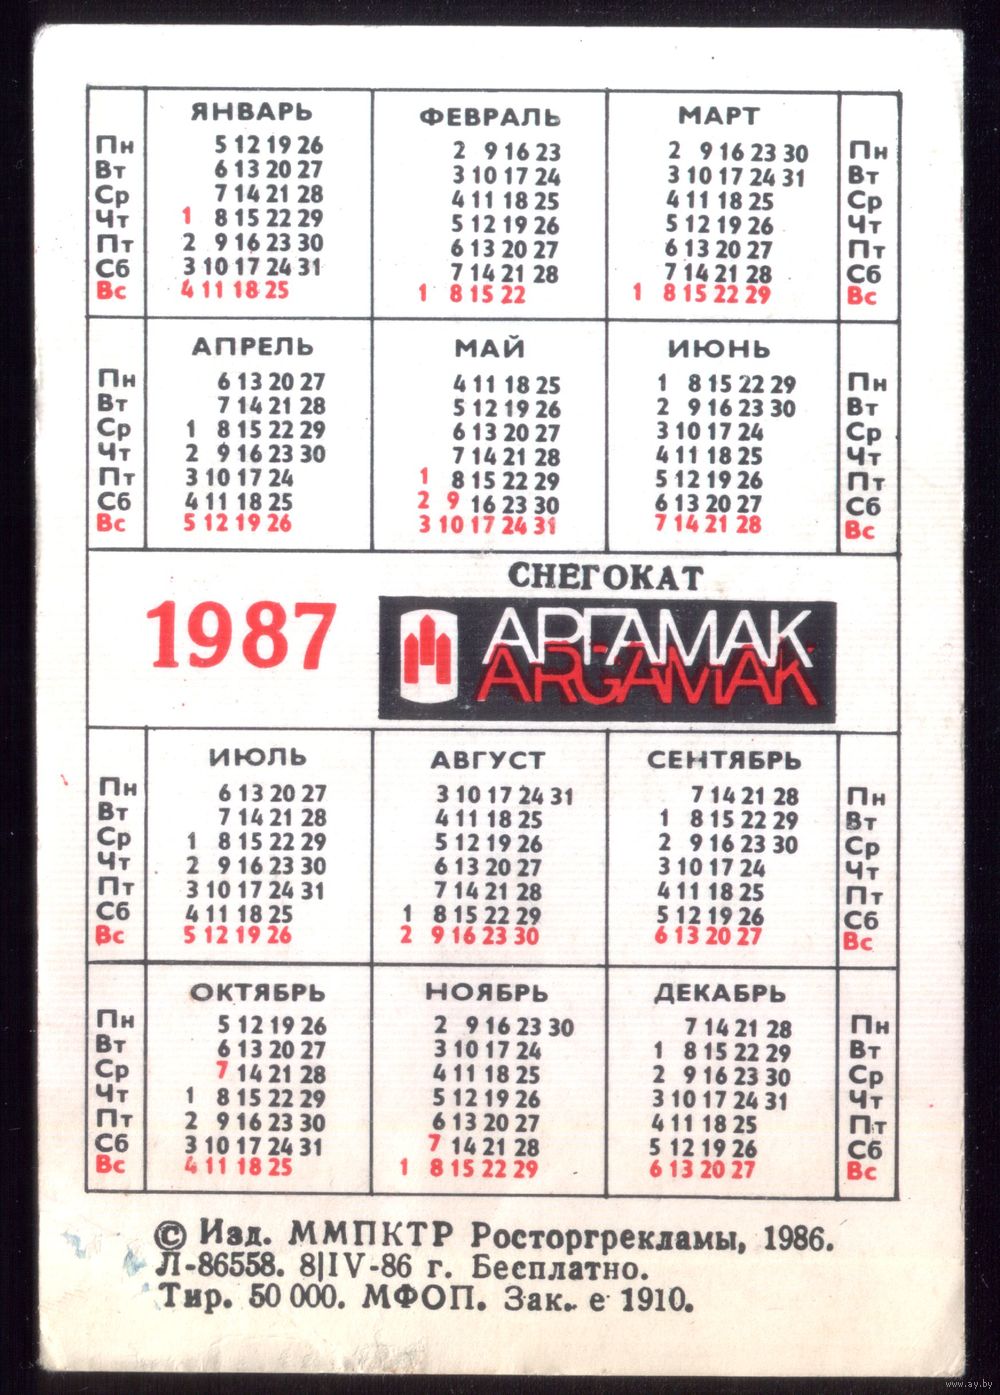 ЯНВАРЬ ФЕВРАЛЬ МАРТ
Пн 5 12 19 26 2 9 16 23 2 9 16 23 30 Пн
Вт 6 13 20 27 3 10 17 24 3 10 17 24 31 Вт
Ср 7 14 21 28 4 11 18 25 4 11 18 25 Ср
Чт 1 8 15 22 29 5 12 19 26 5 12 19 26 Чт
Пт 2 9 16 23 30 6 13 20 27 6 13 20 27 Пт
Сб 3 10 17 24 31 7 14 21 28 7 14 21 28 Сб
Вс 4 11 18 25 1 8 15 22 1 8 15 22 29 Вс
АПРЕЛЬ МАЙ ИЮНЬ
Пн 6 13 20 27 4 11 18 25 1 8 15 22 29 Пн
Вт 7 14 21 28 5 12 19 26 2 9 16 23 30 Вт
Ср 1 8 15 22 29 6 13 20 27 3 10 17 24 Ср
Чт 2 9 16 23 30 7 14 21 28 4 11 18 25 Чт
Пт 3 10 17 24 1 8 15 22 29 5 12 19 26 Пт
Сб 4 11 18 25 2 9 16 23 30 6 13 20 27 Сб
Вс 5 12 19 26 3 10 17 24 31 7 14 21 28 Вс
СНЕГОКАТ
1987 АРГАМАК
ARGAMAK
ИЮЛЬ АВГУСТ СЕНТЯБРЬ
Пн 6 13 20 27 3 10 17 24 31 7 14 21 28 Пн
Вт 7 14 21 28 4 11 18 25 1 8 15 22 29 Вт
Ср 1 8 15 22 29 5 12 19 26 2 9 16 23 30 Ср
Чт 2 9 16 23 30 6 13 20 27 3 10 17 24 Чт
Пт 3 10 17 24 31 7 14 21 28 4 11 18 25 Пт
Сб 4 11 18 25 1 8 15 22 29 5 12 19 26 Сб
Вс 5 12 19 26 2 9 16 23 30 6 13 20 27 Вс
ОКТЯБРЬ НОЯБРЬ ДЕКАБРЬ
Пн 5 12 19 26 2 9 16 23 30 7 14 21 28 Пн
Вт 6 13 20 27 3 10 17 24 1 8 15 22 29 Вт
Ср 7 14 21 28 4 11 18 25 2 9 16 23 30 Ср
Чт 1 8 15 22 29 5 12 19 26 3 10 17 24 31 Чт
Пт 2 9 16 23 30 6 13 20 27 4 11 18 25 Пт
Сб 3 10 17 24 31 7 14 21 28 5 12 19 26 Сб
Вс 4 11 18 25 1 8 15 22 29 6 13 20 27 Вс
© Изд. ММПКТР Росторгрекламы, 1986.
Л-86558. 8|IV-86 г. Бесплатно.
Тир. 50 000. МФОП. Зак. е 1910.
www.ay.by